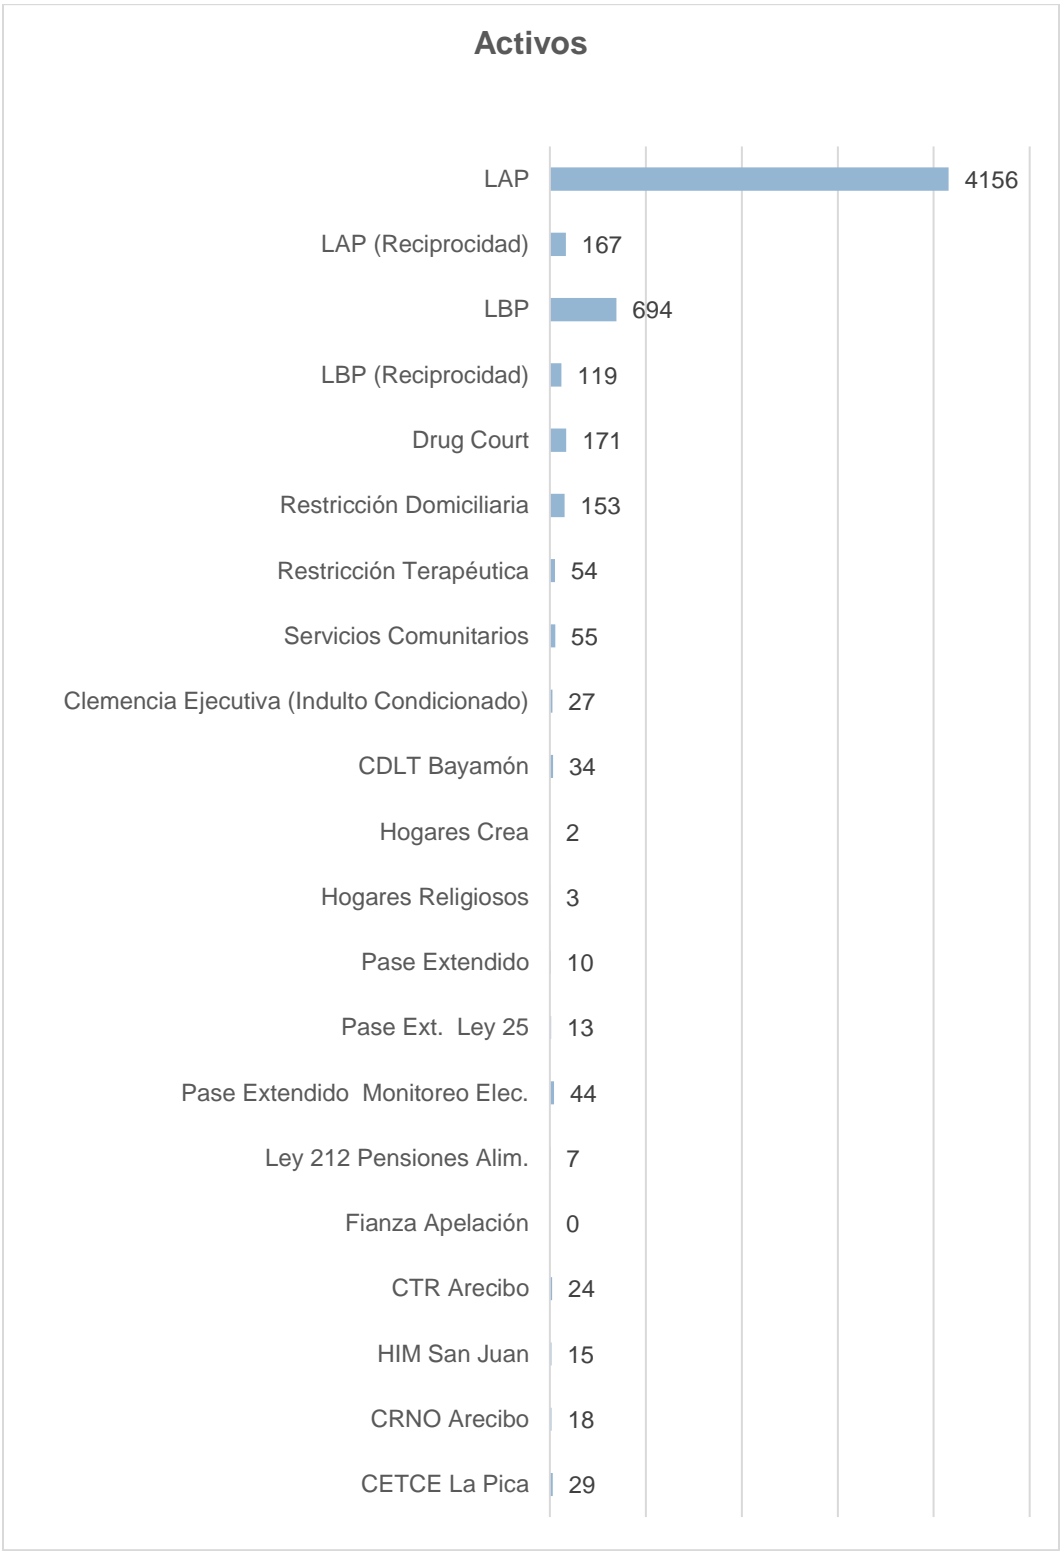 Activos
LAP 4156
LAP (Reciprocidad) 167
LBP 694
LBP (Reciprocidad) 119
Drug Court 171
Restricción Domiciliaria 153
Restricción Terapéutica 54
Servicios Comunitarios 55
Clemencia Ejecutiva (Indulto Condicionado) 27
CDLT Bayamón 34
Hogares Crea 2
Hogares Religiosos 3
Pase Extendido 10
Pase Ext.  Ley 25 13
Pase Extendido  Monitoreo Elec. 44
Ley 212 Pensiones Alim. 7
Fianza Apelación 0
CTR Arecibo 24
HIM San Juan 15
CRNO Arecibo 18
CETCE La Pica 29